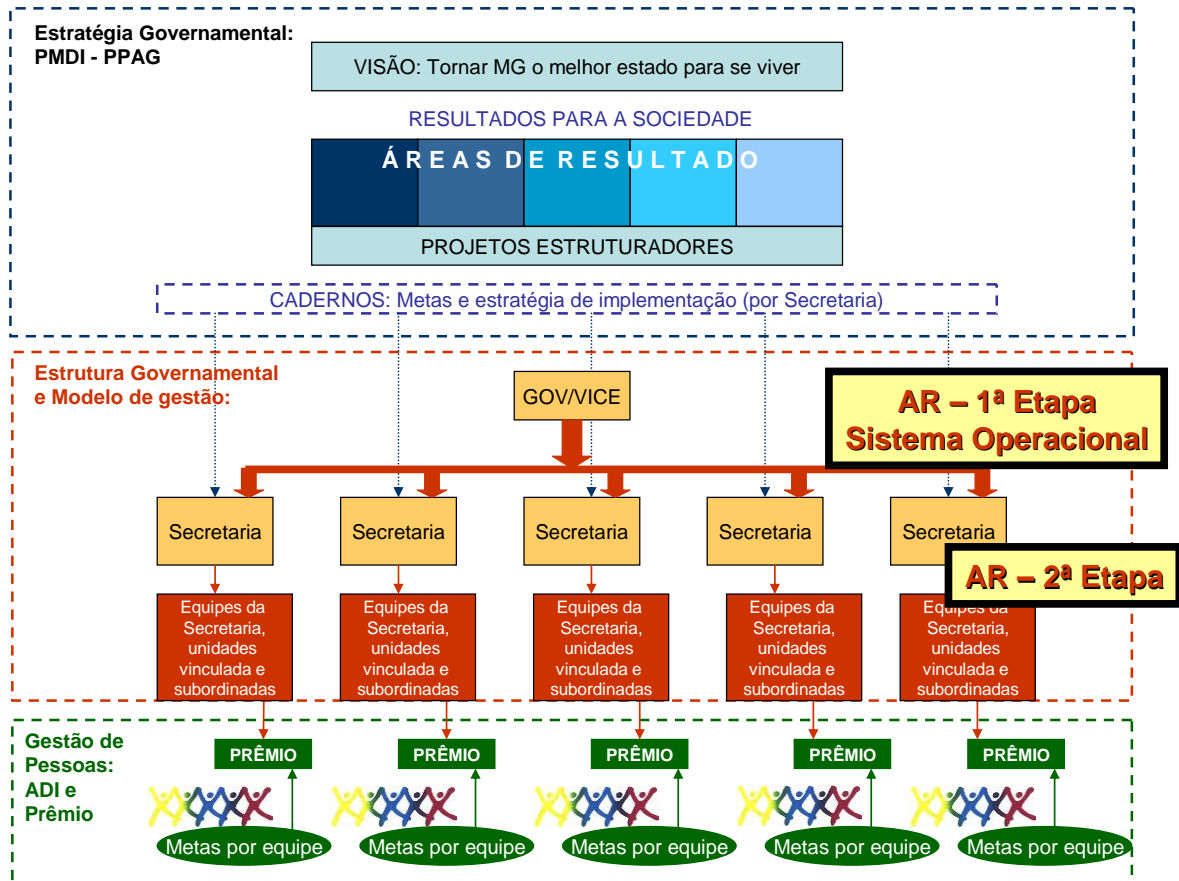 Estratégia Governamental:
PMDI - PPAG
VISÃO: Tornar MG o melhor estado para se viver
RESULTADOS PARA A SOCIEDADE
ÁREAS DE RESULTADO
PROJETOS ESTRUTURADORES
CADERNOS: Metas e estratégia de implementação (por Secretaria)
Estrutura Governamental
e Modelo de gestão:
GOV/VICE
AR – 1ª Etapa
Sistema Operacional
Secretaria
Secretaria
Secretaria
Secretaria
Secretaria
AR – 2ª Etapa
Equipes da
Secretaria,
unidades
vinculada e
subordinadas
Equipes da
Secretaria,
unidades
vinculada e
subordinadas
Equipes da
Secretaria,
unidades
vinculada e
subordinadas
Equipes da
Secretaria,
unidades
vinculada e
subordinadas
Equipes da
Secretaria,
unidades
vinculada e
subordinadas
Gestão de
Pessoas:
ADI e
Prêmio
PRÊMIO
PRÊMIO
PRÊMIO
PRÊMIO
PRÊMIO
Metas por equipe
Metas por equipe
Metas por equipe
Metas por equipe
Metas por equipe